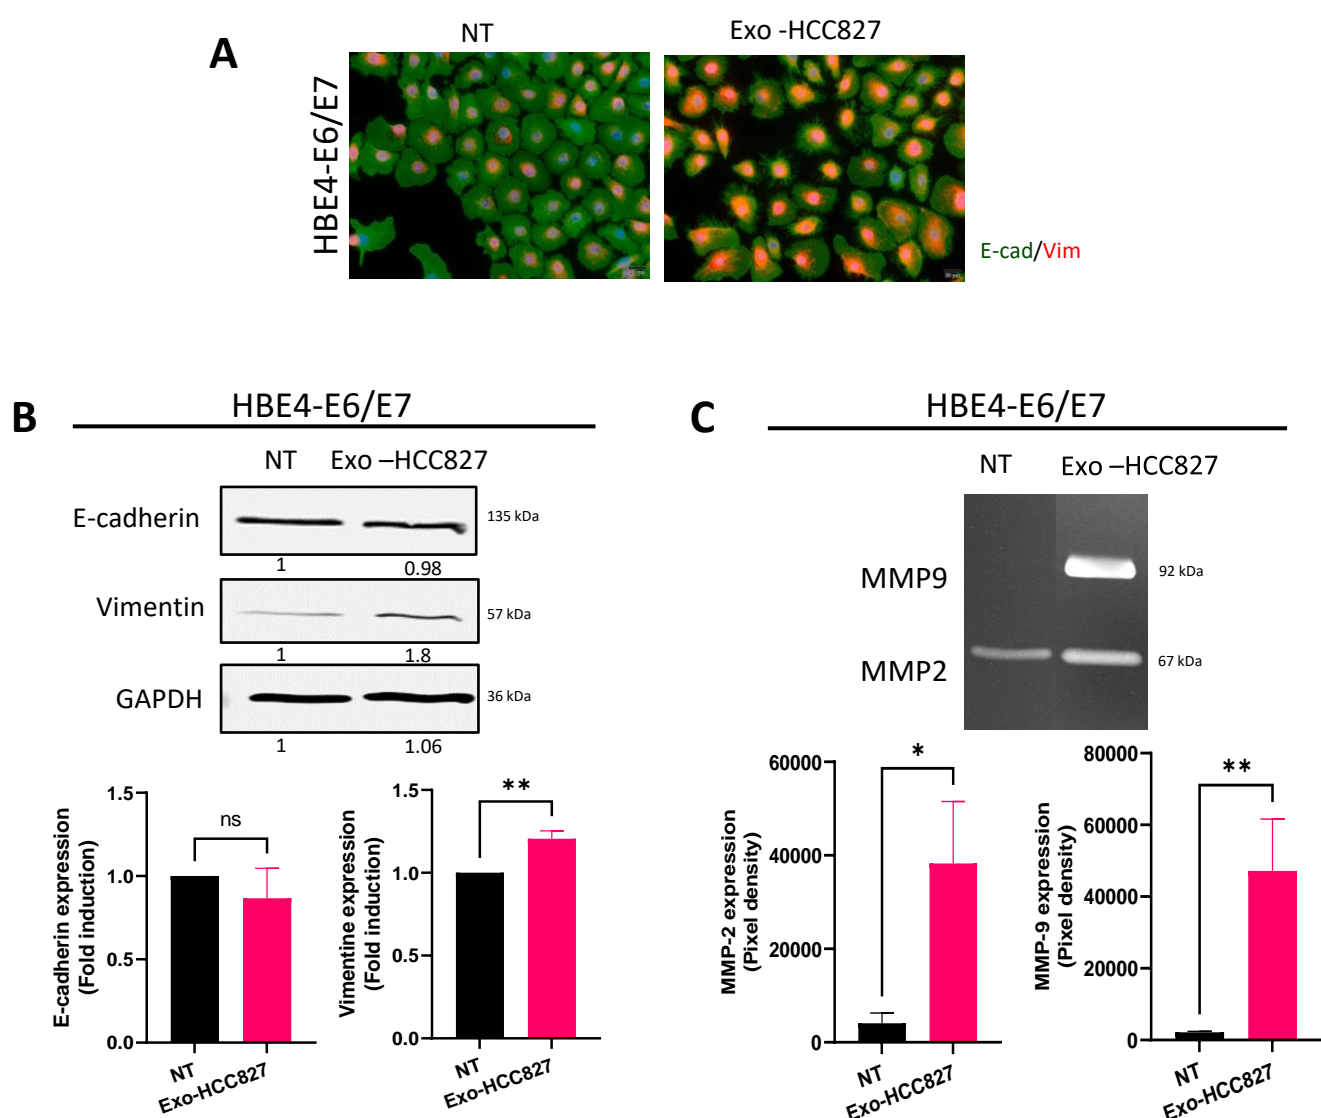 A
NT
Exo -HCC827
HBE4-E6/E7
E-cad/Vim
B
HBE4-E6/E7
NT
Exo –HCC827
E-cadherin
135 kDa
1
0.98
Vimentin
57 kDa
1
1.8
GAPDH
36 kDa
1
1.06
E-cadherin expression
(Fold induction)
1.5
1.0
0.5
0.0
ns
NT
Exo-HCC827
Vimentine expression
(Fold induction)
1.5
1.0
0.5
0.0
**
NT
Exo-HCC827
C
HBE4-E6/E7
NT
Exo –HCC827
MMP9
92 kDa
MMP2
67 kDa
MMP-2 expression
(Pixel density)
60000
40000
20000
0
*
NT
Exo-HCC827
MMP-9 expression
(Pixel density)
80000
60000
40000
20000
0
**
NT
Exo-HCC827